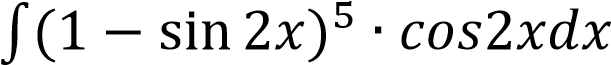 ∫(1 − sin 2x)⁵ · cos2xdx